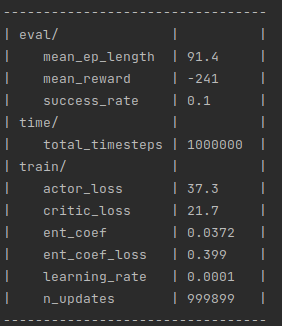 ----------------------------------
| eval/              |           |
|    mean_ep_length  | 91.4      |
|    mean_reward     | -241      |
|    success_rate    | 0.1       |
| time/              |           |
|    total_timesteps | 1000000   |
| train/             |           |
|    actor_loss      | 37.3      |
|    critic_loss     | 21.7      |
|    ent_coef        | 0.0372    |
|    ent_coef_loss   | 0.399     |
|    learning_rate   | 0.0001    |
|    n_updates       | 999899    |
----------------------------------